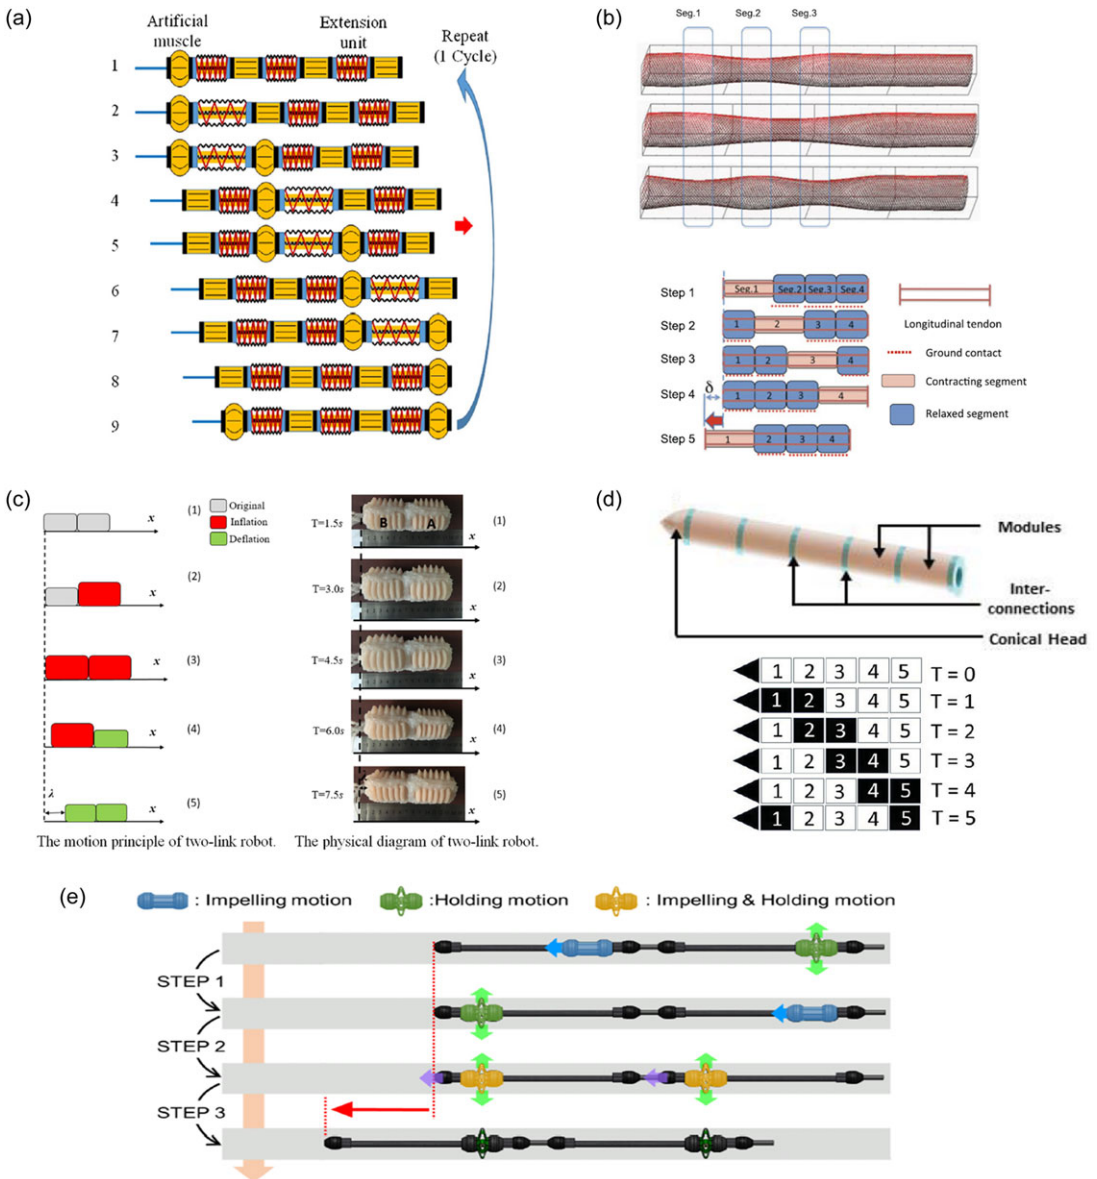 (a)
Artificial
muscle
Extension
unit
Repeat
(1 Cycle)
1
2
3
4
5
6
7
8
9
(b)
Seg.1 Seg.2 Seg.3
Step 1 Seg.1 Seg.2 Seg.3 Seg.4
Step 2 1 2 3 4
Step 3 1 2 3 4
Step 4 δ 1 2 3 4
Step 5 1 2 3 4
Longitudinal tendon
Ground contact
Contracting segment
Relaxed segment
(c)
Original
Inflation
Deflation
x (1)
x (2)
x (3)
x (4)
λ x (5)
The motion principle of two-link robot.
T=1.5s B A x (1)
T=3.0s x (2)
T=4.5s x (3)
T=6.0s x (4)
T=7.5s x (5)
The physical diagram of two-link robot.
(d)
Modules
Inter-
connections
Conical Head
1 2 3 4 5 T = 0
1 2 3 4 5 T = 1
1 2 3 4 5 T = 2
1 2 3 4 5 T = 3
1 2 3 4 5 T = 4
1 2 3 4 5 T = 5
(e)
: Impelling motion :Holding motion : Impelling & Holding motion
STEP 1
STEP 2
STEP 3